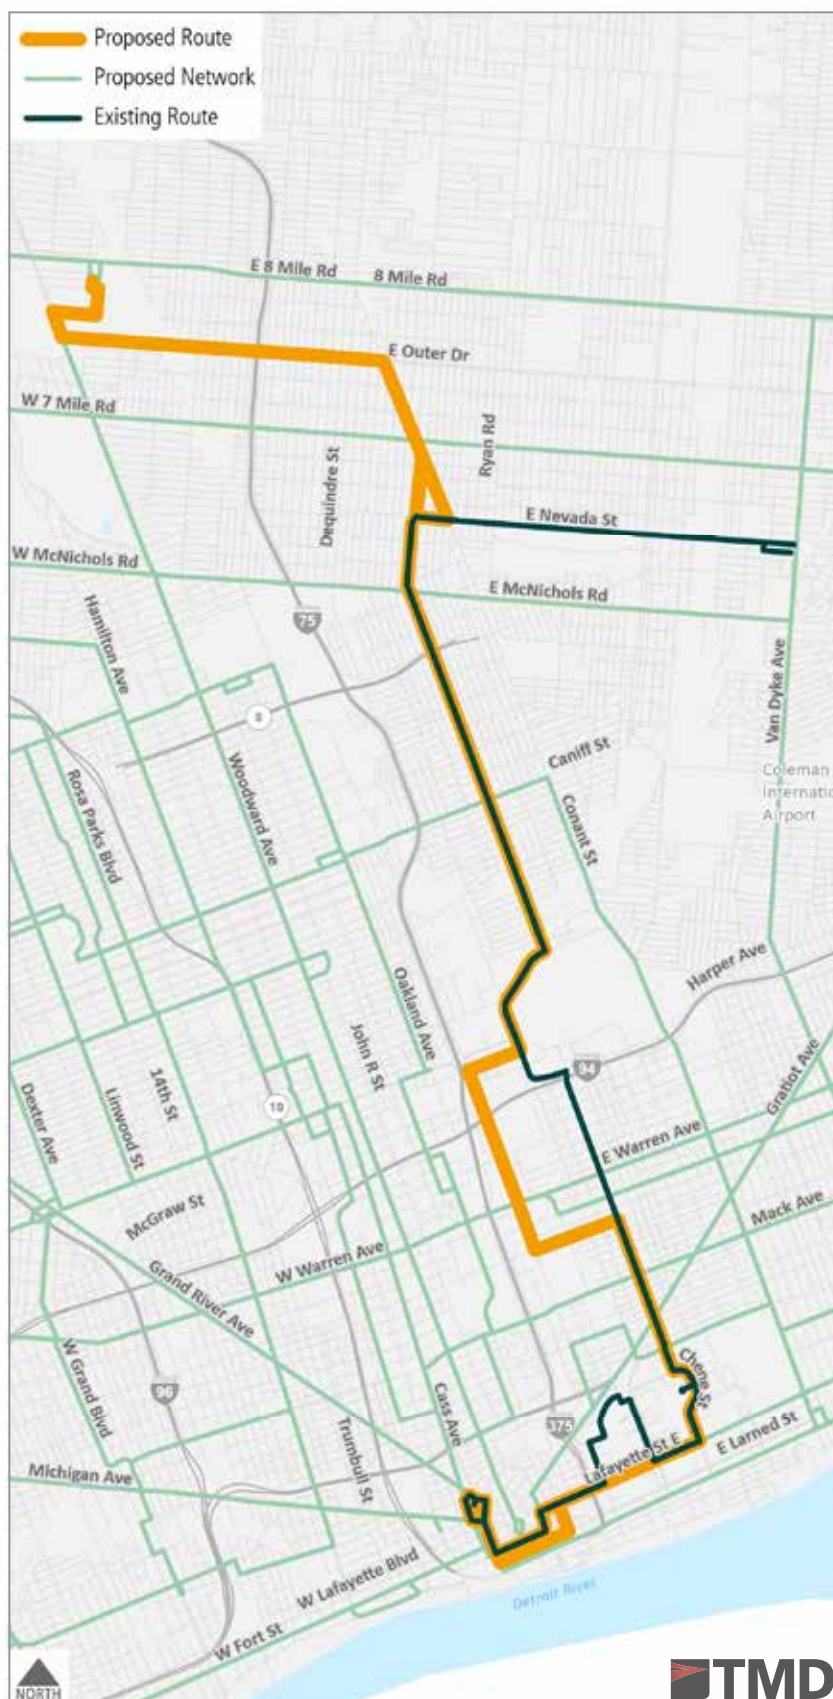 Proposed Route
Proposed Network
Existing Route
E 8 Mile Rd
8 Mile Rd
E Outer Dr
W 7 Mile Rd
Ryan Rd
Dequindre St
E Nevada St
W McNichols Rd
E McNichols Rd
Hamilton Ave
75
Van Dyke Ave
8
Caniff St
Coleman
Internatio
Airport
Rosa Parks Blvd
Woodward Ave
Conant St
Harper Ave
Oakland Ave
John R St
94
Gratiot Ave
14th St
Linwood St
Dexter Ave
10
E Warren Ave
McGraw St
Mack Ave
W Warren Ave
Grand River Ave
W Grand Blvd
96
Chene St
Cass Ave
375
Trumbull St
E Larned St
Lafayette St E
Michigan Ave
W Lafayette Blvd
Detroit River
W Fort St
NORTH
TMD